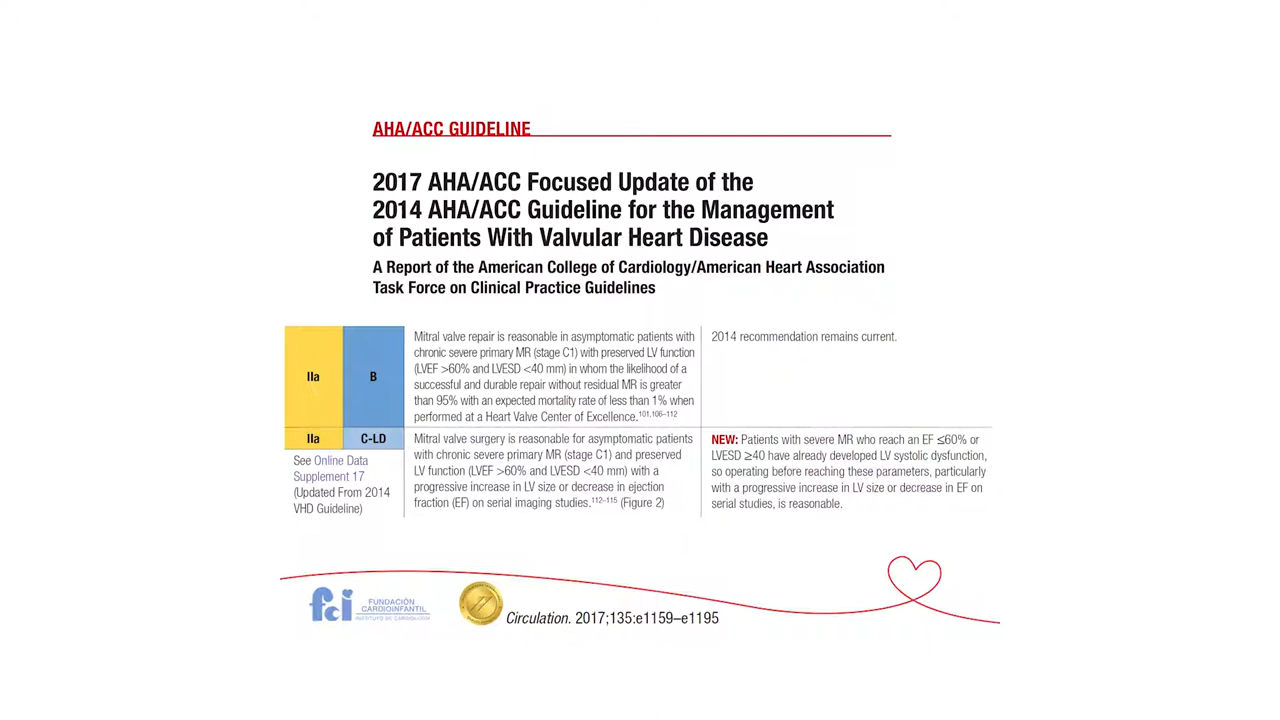 AHA/ACC GUIDELINE
2017 AHA/ACC Focused Update of the
2014 AHA/ACC Guideline for the Management
of Patients With Valvular Heart Disease
A Report of the American College of Cardiology/American Heart Association
Task Force on Clinical Practice Guidelines
IIa
B
Mitral valve repair is reasonable in asymptomatic patients with
chronic severe primary MR (stage C1) with preserved LV function
(LVEF >60% and LVESD <40 mm) in whom the likelihood of a
successful and durable repair without residual MR is greater
than 95% with an expected mortality rate of less than 1% when
performed at a Heart Valve Center of Excellence.101,106–112
2014 recommendation remains current.
IIa
C-LD
See Online Data
Supplement 17
(Updated From 2014
VHD Guideline)
Mitral valve surgery is reasonable for asymptomatic patients
with chronic severe primary MR (stage C1) and preserved
LV function (LVEF >60% and LVESD <40 mm) with a
progressive increase in LV size or decrease in ejection
fraction (EF) on serial imaging studies.112–115 (Figure 2)
NEW: Patients with severe MR who reach an EF ≤60% or
LVESD ≥40 have already developed LV systolic dysfunction,
so operating before reaching these parameters, particularly
with a progressive increase in LV size or decrease in EF on
serial studies, is reasonable.
fci
FUNDACIÓN
CARDIOINFANTIL
INSTITUTO DE CARDIOLOGÍA
Circulation. 2017;135:e1159–e1195